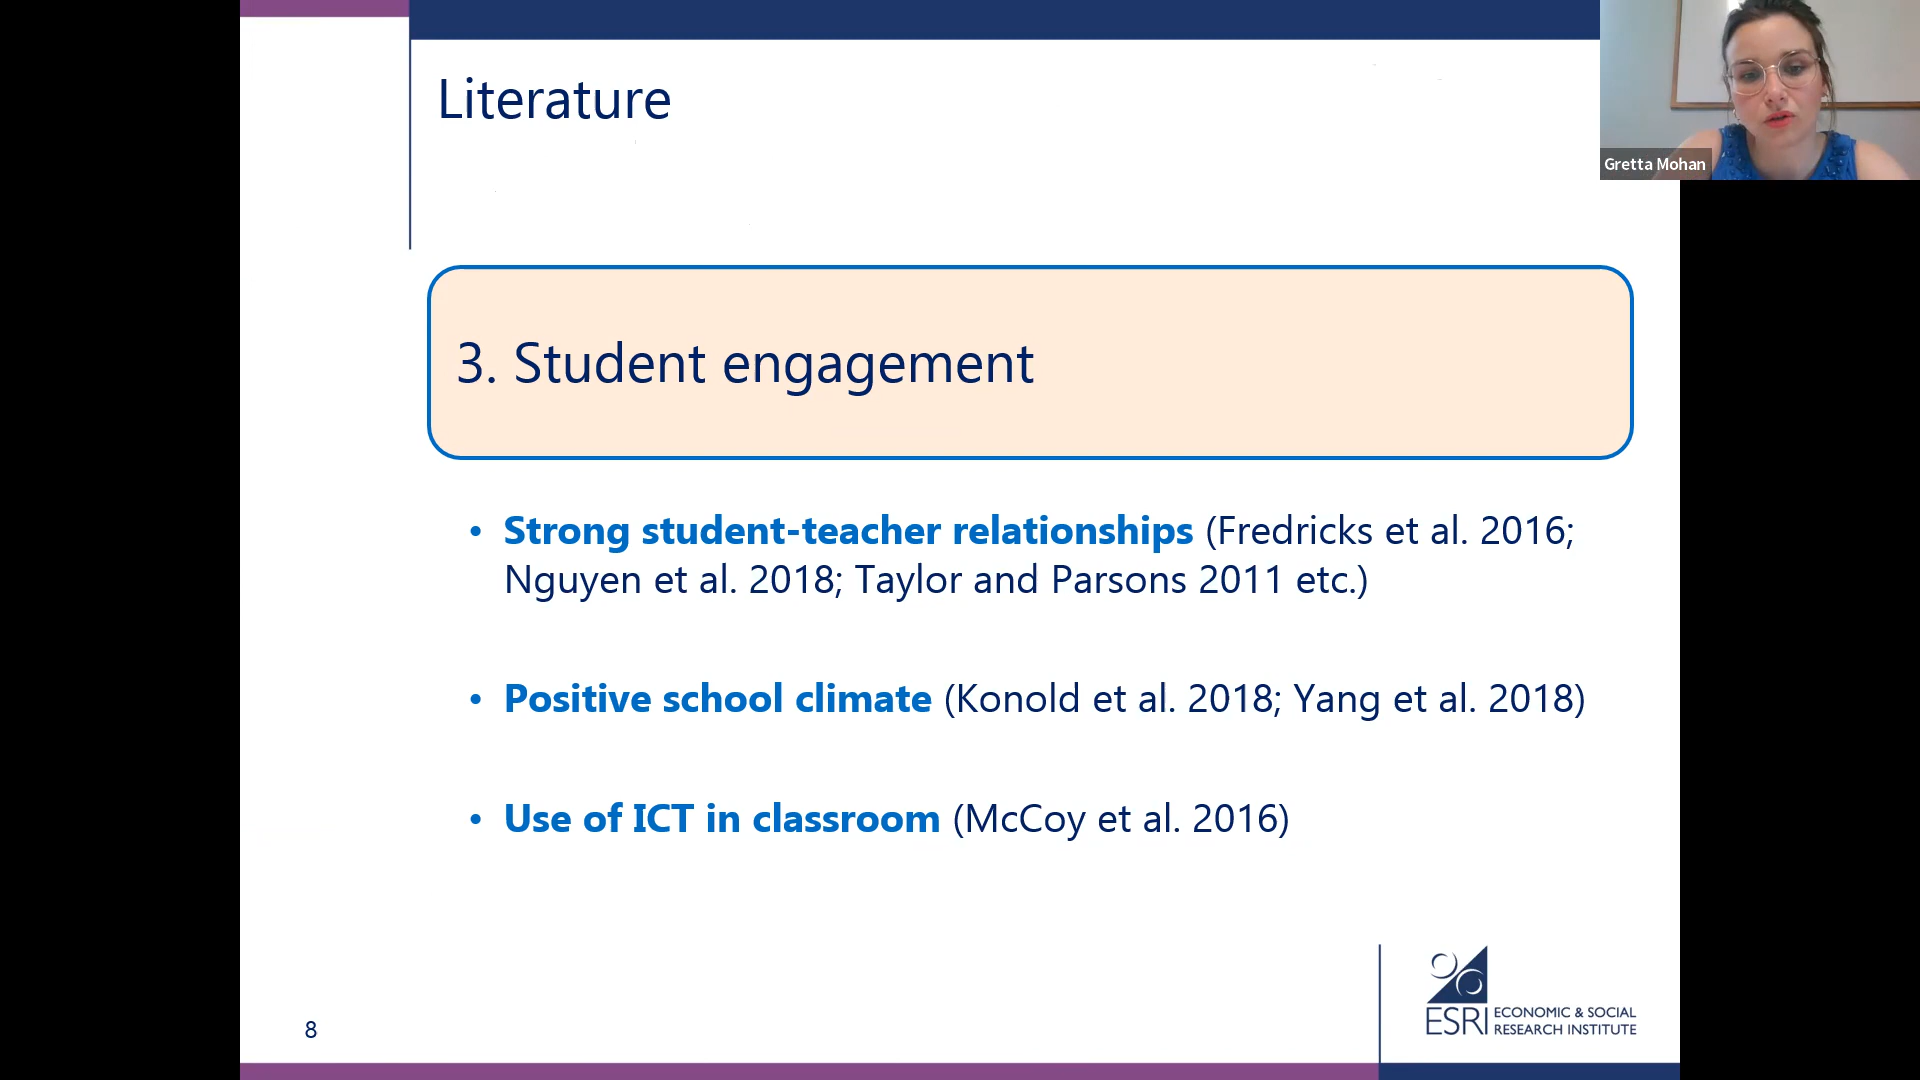 Literature
Gretta Mohan
3. Student engagement
• Strong student-teacher relationships (Fredricks et al. 2016;
Nguyen et al. 2018; Taylor and Parsons 2011 etc.)
• Positive school climate (Konold et al. 2018; Yang et al. 2018)
• Use of ICT in classroom (McCoy et al. 2016)
8
ESRI ECONOMIC & SOCIAL
RESEARCH INSTITUTE